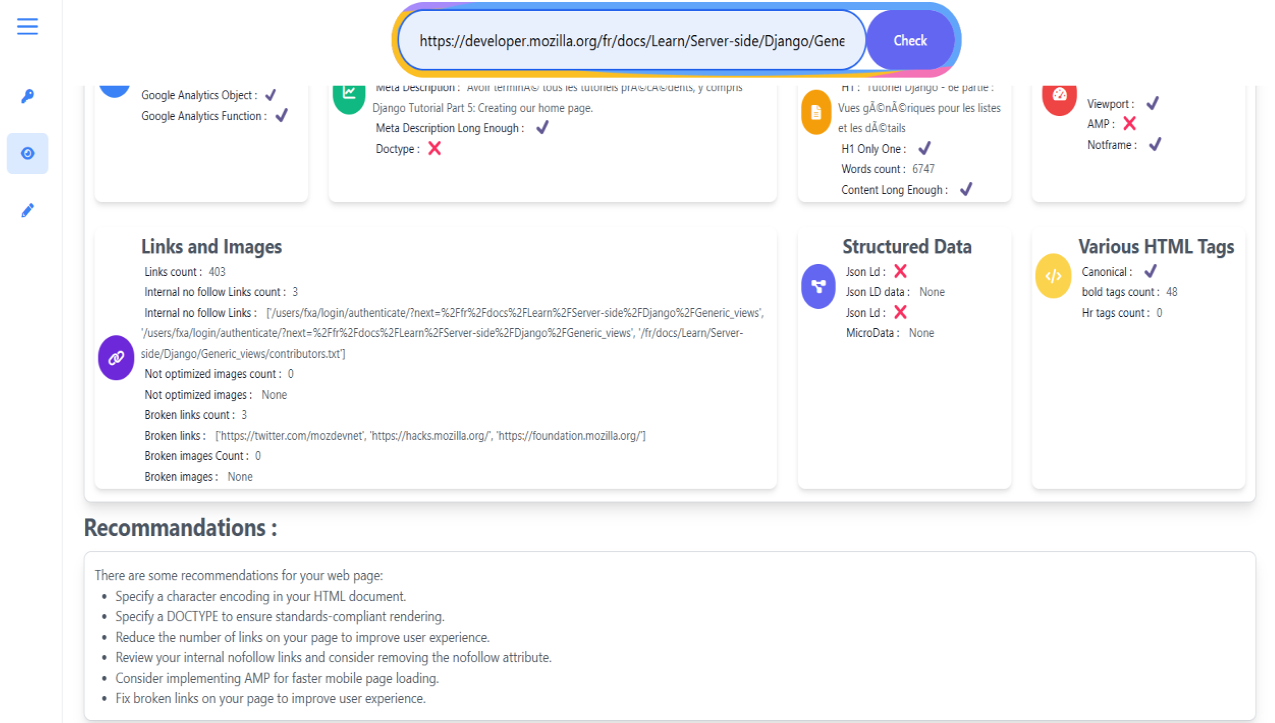 https://developer.mozilla.org/fr/docs/Learn/Server-side/Django/Gene
Check
Google Analytics Object :
Google Analytics Function :
Meta Description : Avoir terminÃ© tous les tutoriels prÃ©cÃ©dents, y compris
Django Tutorial Part 5: Creating our home page.
Meta Description Long Enough :
Doctype :
H1 : Tutoriel Django - 6e partie :
Vues gÃ©nÃ©riques pour les listes
et les dÃ©tails
H1 Only One :
Words count : 6747
Content Long Enough :
Viewport :
AMP :
Notframe :
Links and Images
Links count : 403
Internal no follow Links count : 3
Internal no follow Links : ['/users/fxa/login/authenticate/?next=%2Ffr%2Fdocs%2FLearn%2FServer-side%2FDjango%2FGeneric_views',
'/users/fxa/login/authenticate/?next=%2Ffr%2Fdocs%2FLearn%2FServer-side%2FDjango%2FGeneric_views', '/fr/docs/Learn/Server-
side/Django/Generic_views/contributors.txt']
Not optimized images count : 0
Not optimized images : None
Broken links count : 3
Broken links : ['https://twitter.com/mozdevnet', 'https://hacks.mozilla.org/', 'https://foundation.mozilla.org/']
Broken images Count : 0
Broken images : None
Structured Data
Json Ld :
Json LD data : None
Json Ld :
MicroData : None
Various HTML Tags
Canonical :
bold tags count : 48
Hr tags count : 0
Recommandations :
There are some recommendations for your web page:
• Specify a character encoding in your HTML document.
• Specify a DOCTYPE to ensure standards-compliant rendering.
• Reduce the number of links on your page to improve user experience.
• Review your internal nofollow links and consider removing the nofollow attribute.
• Consider implementing AMP for faster mobile page loading.
• Fix broken links on your page to improve user experience.